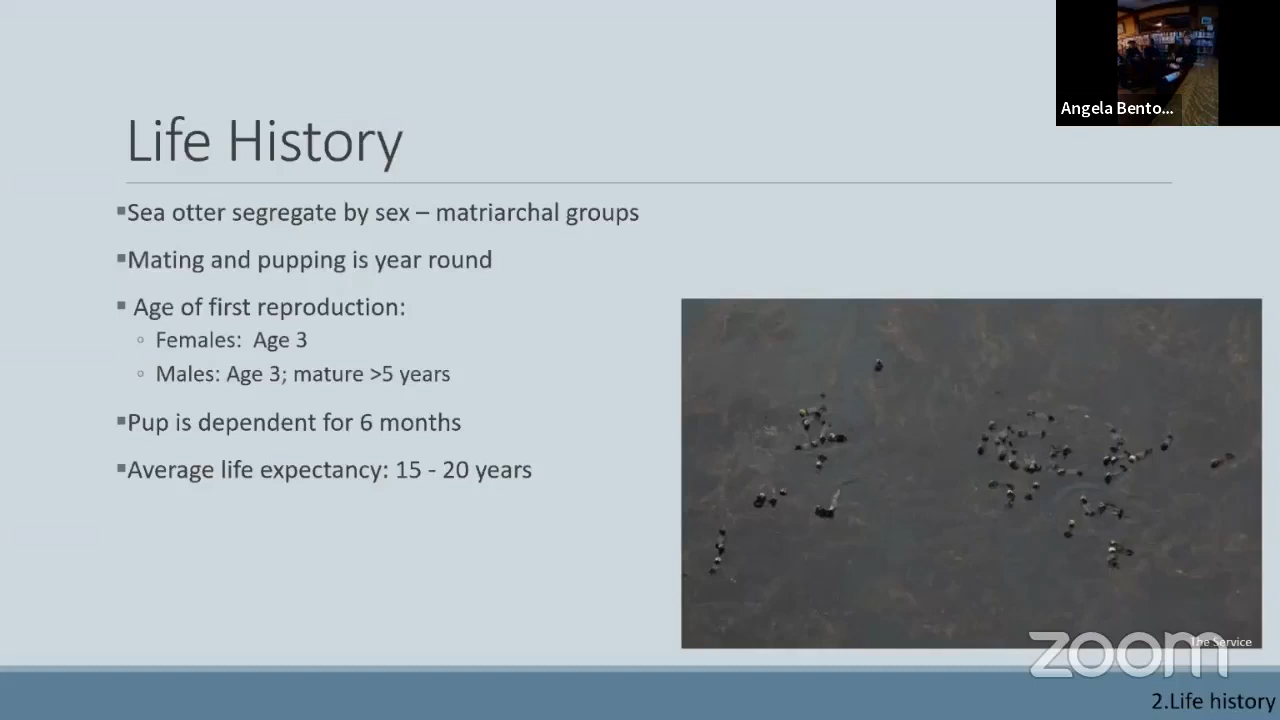 Angela Bento...
Life History
▪Sea otter segregate by sex – matriarchal groups
▪Mating and pupping is year round
▪ Age of first reproduction:
◦ Females: Age 3
◦ Males: Age 3; mature >5 years
▪Pup is dependent for 6 months
▪Average life expectancy: 15 - 20 years
The Service
zoom
2.Life history